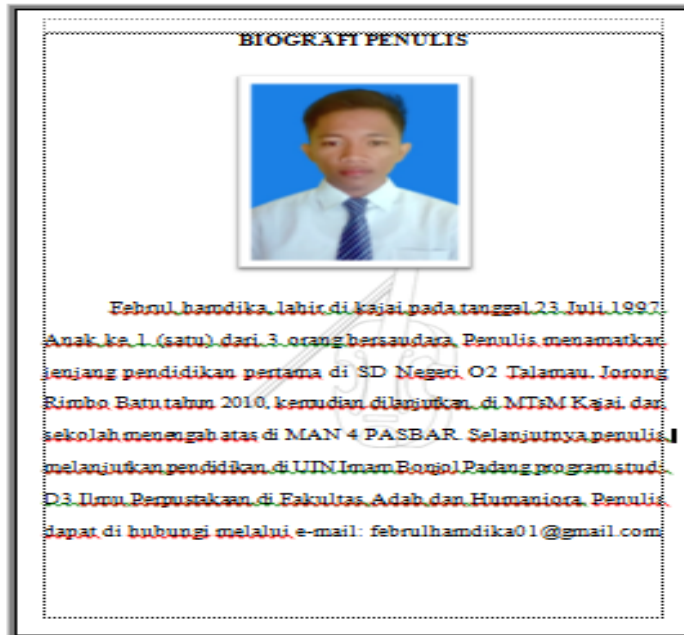 BIOGRAFI PENULIS
Februl hamdika, lahir di kajai pada tanggal 23 Juli 1997.
Anak ke 1 (satu) dari 3 orang bersaudara. Penulis menamatkan
jenjang pendidikan pertama di SD Negeri O2 Talamau, Jorong
Rimbo Batu tahun 2010, kemudian dilanjutkan di MTsM Kajai, dan
sekolah menengah atas di MAN 4 PASBAR. Selanjutnya penulis
melanjutkan pendidikan di UIN Imam Bonjol Padang program studi
D3 Ilmu Perpustakaan di Fakultas Adab dan Humaniora. Penulis
dapat di hubungi melalui e-mail: februlhamdika01@gmail.com